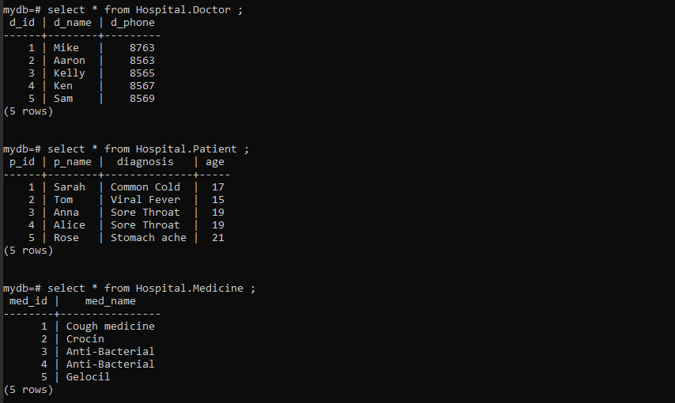 mydb=# select * from Hospital.Doctor ;
 d_id | d_name | d_phone
------+--------+---------
    1 | Mike   |    8763
    2 | Aaron  |    8563
    3 | Kelly  |    8565
    4 | Ken    |    8567
    5 | Sam    |    8569
(5 rows)
mydb=# select * from Hospital.Patient ;
 p_id | p_name |  diagnosis   | age
------+--------+--------------+-----
    1 | Sarah  | Common Cold  |  17
    2 | Tom    | Viral Fever  |  15
    3 | Anna   | Sore Throat  |  19
    4 | Alice  | Sore Throat  |  19
    5 | Rose   | Stomach ache |  21
(5 rows)
mydb=# select * from Hospital.Medicine ;
 med_id |    med_name
--------+----------------
      1 | Cough medicine
      2 | Crocin
      3 | Anti-Bacterial
      4 | Anti-Bacterial
      5 | Gelocil
(5 rows)